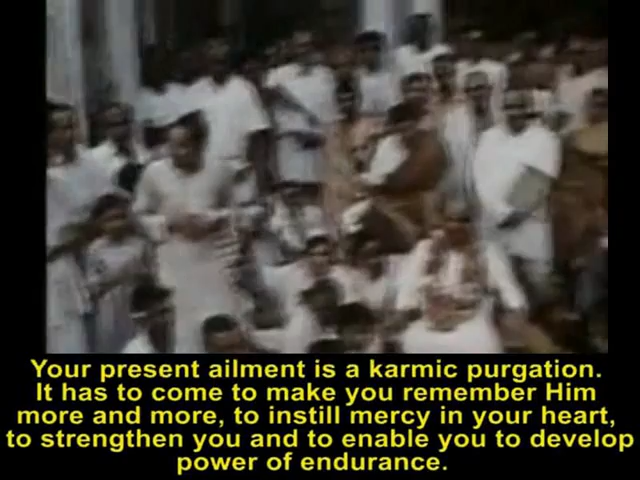 Your present ailment is a karmic purgation.
It has to come to make you remember Him
more and more, to instill mercy in your heart,
to strengthen you and to enable you to develop
power of endurance.